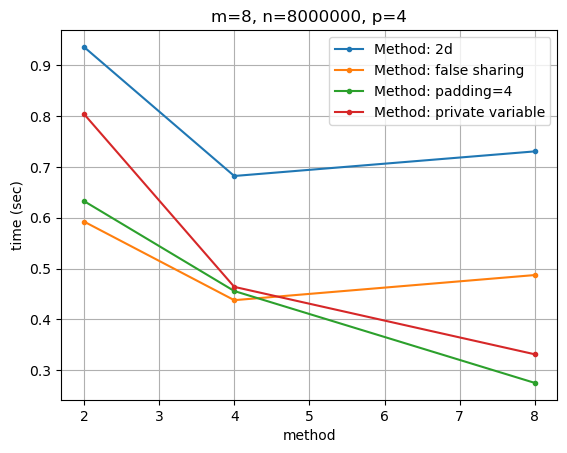 m=8, n=8000000, p=4
Method: 2d
Method: false sharing
Method: padding=4
Method: private variable
time (sec)
0.9
0.8
0.7
0.6
0.5
0.4
0.3
2 3 4 5 6 7 8
method